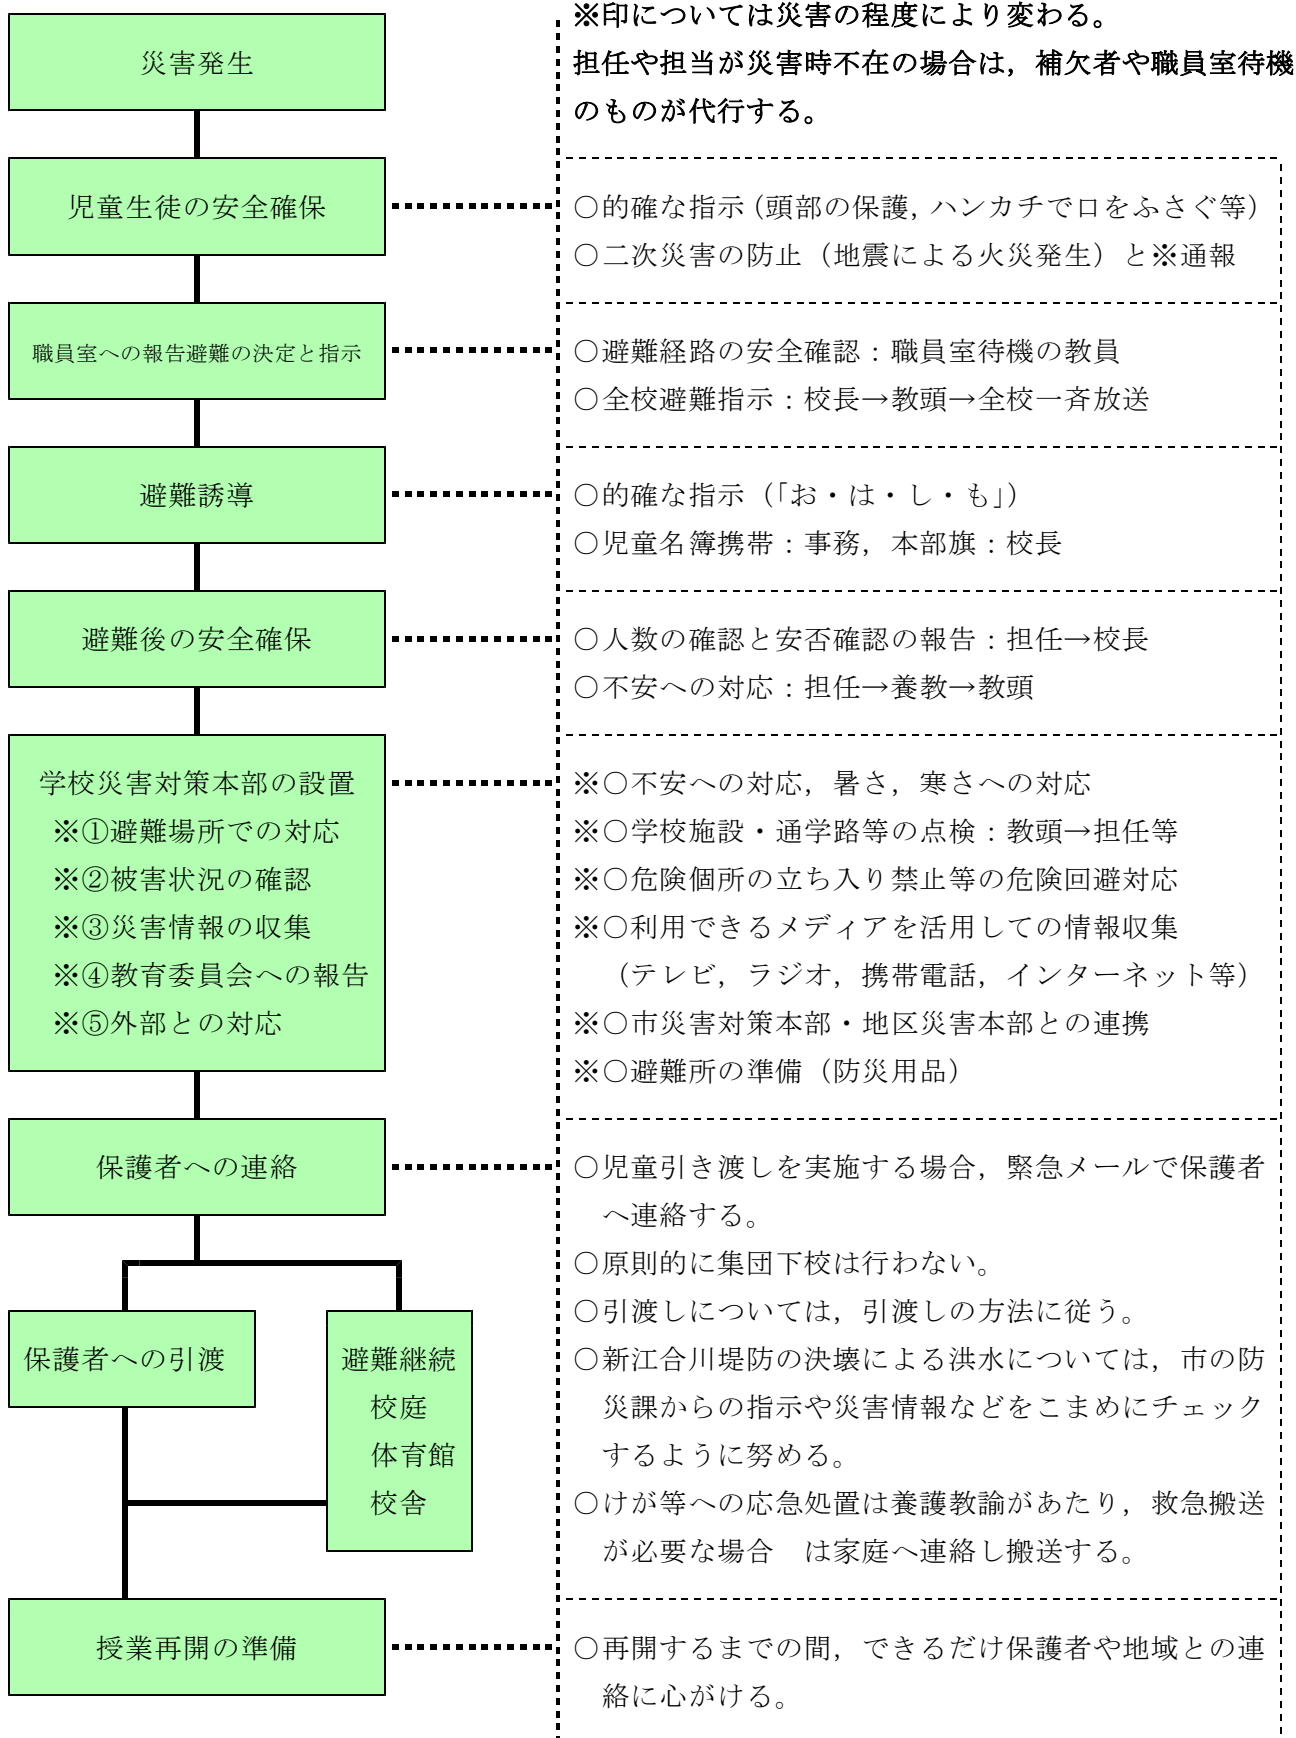 ※印については災害の程度により変わる。
担任や担当が災害時不在の場合は，補欠者や職員室待機
のものが代行する。
災害発生
児童生徒の安全確保
○的確な指示（頭部の保護，ハンカチで口をふさぐ等）
○二次災害の防止（地震による火災発生）と※通報
職員室への報告避難の決定と指示
○避難経路の安全確認：職員室待機の教員
○全校避難指示：校長→教頭→全校一斉放送
避難誘導
○的確な指示（「お・は・し・も」）
○児童名簿携帯：事務，本部旗：校長
避難後の安全確保
○人数の確認と安否確認の報告：担任→校長
○不安への対応：担任→養教→教頭
学校災害対策本部の設置
※①避難場所での対応
※②被害状況の確認
※③災害情報の収集
※④教育委員会への報告
※⑤外部との対応
※○不安への対応，暑さ，寒さへの対応
※○学校施設・通学路等の点検：教頭→担任等
※○危険個所の立ち入り禁止等の危険回避対応
※○利用できるメディアを活用しての情報収集
（テレビ，ラジオ，携帯電話，インターネット等）
※○市災害対策本部・地区災害本部との連携
※○避難所の準備（防災用品）
保護者への連絡
○児童引き渡しを実施する場合，緊急メールで保護者
へ連絡する。
○原則的に集団下校は行わない。
○引渡しについては，引渡しの方法に従う。
○新江合川堤防の決壊による洪水については，市の防
災課からの指示や災害情報などをこまめにチェック
するように努める。
○けが等への応急処置は養護教諭があたり，救急搬送
が必要な場合　は家庭へ連絡し搬送する。
保護者への引渡
避難継続
校庭
体育館
校舎
授業再開の準備
○再開するまでの間，できるだけ保護者や地域との連
絡に心がける。